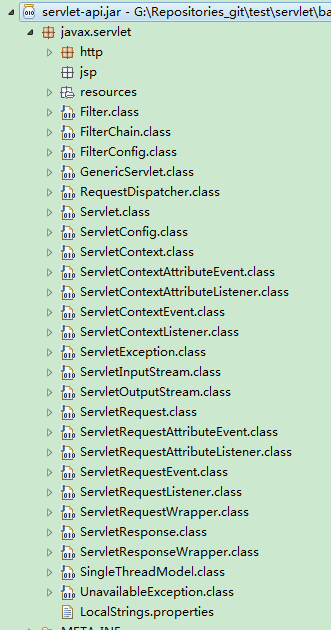 servlet-api.jar - G:\Repositories_git\test\servlet\ba
javax.servlet
http
jsp
resources
Filter.class
FilterChain.class
FilterConfig.class
GenericServlet.class
RequestDispatcher.class
Servlet.class
ServletConfig.class
ServletContext.class
ServletContextAttributeEvent.class
ServletContextAttributeListener.class
ServletContextEvent.class
ServletContextListener.class
ServletException.class
ServletInputStream.class
ServletOutputStream.class
ServletRequest.class
ServletRequestAttributeEvent.class
ServletRequestAttributeListener.class
ServletRequestEvent.class
ServletRequestListener.class
ServletRequestWrapper.class
ServletResponse.class
ServletResponseWrapper.class
SingleThreadModel.class
UnavailableException.class
LocalStrings.properties
META-INF